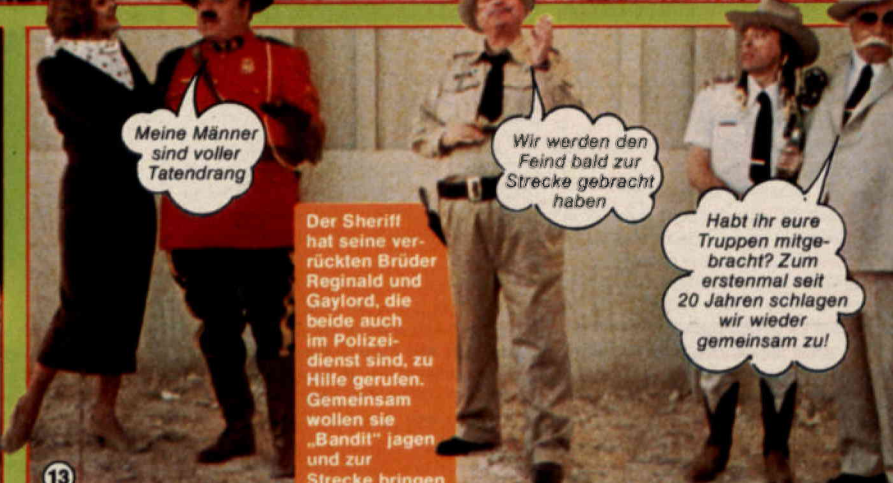 Meine Männer
sind voller
Tatendrang
Wir werden den
Feind bald zur
Strecke gebracht
haben
Habt ihr eure
Truppen mitge-
bracht? Zum
erstenmal seit
20 Jahren schlagen
wir wieder
gemeinsam zu!
Der Sheriff
hat seine ver-
rückten Brüder
Reginald und
Gaylord, die
beide auch
im Polizei-
dienst sind, zu
Hilfe gerufen.
Gemeinsam
wollen sie
„Bandit" jagen
und zur
Strecke bringen
13